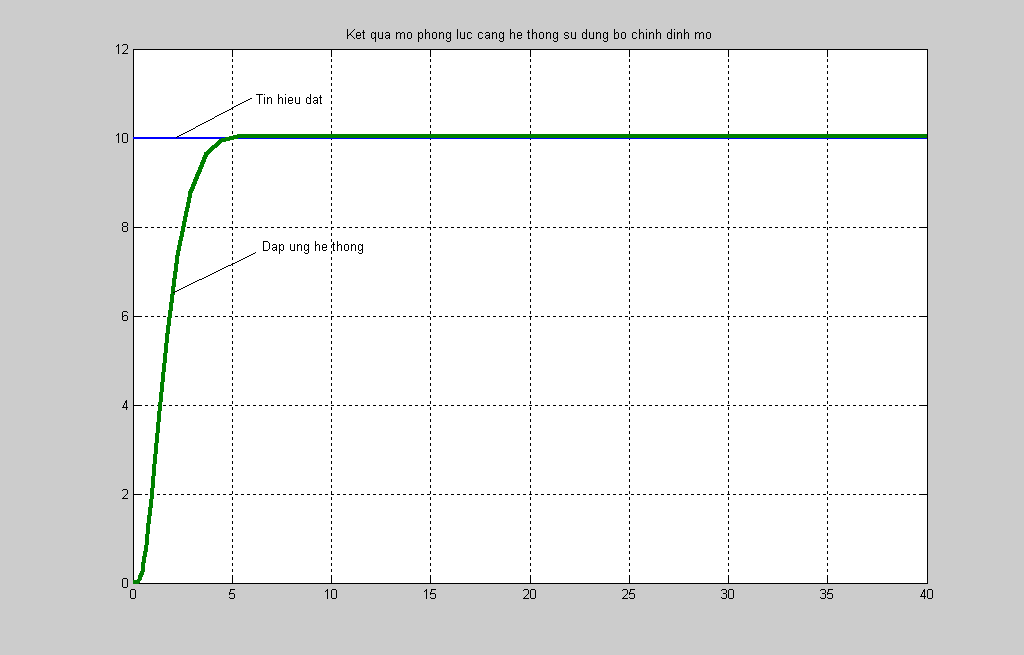 Ket qua mo phong luc cang he thong su dung bo chinh dinh mo
12
Tin hieu dat
10
8
Dap ung he thong
6
4
2
0
0 5 10 15 20 25 30 35 40